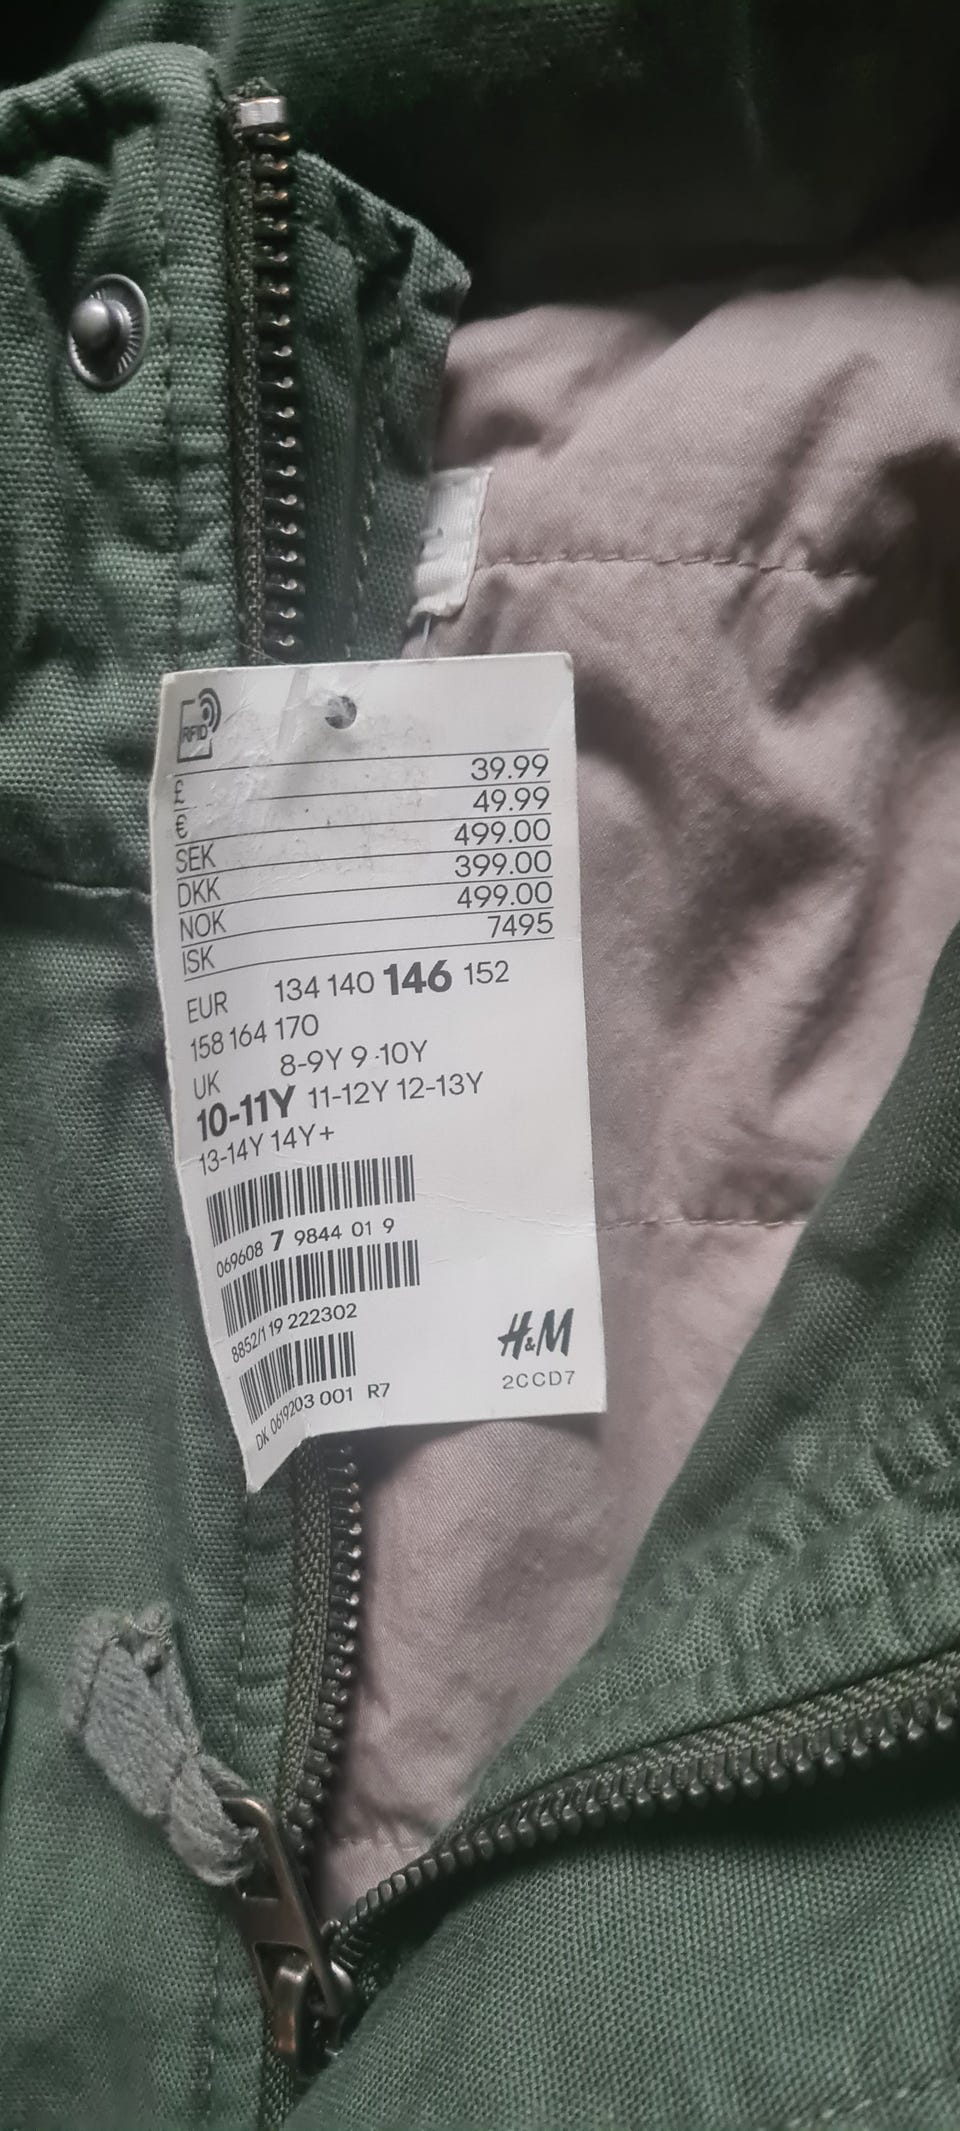 RFID
£ 39.99
€ 49.99
SEK 499.00
DKK 399.00
NOK 499.00
ISK 7495
EUR 134 140 146 152
158 164 170
UK 8-9Y 9-10Y
10-11Y 11-12Y 12-13Y
13-14Y 14Y+
069608 7 9844 01 9
8852/1 19 222302
DK 0619203 001 R7
H&M
2CCD7